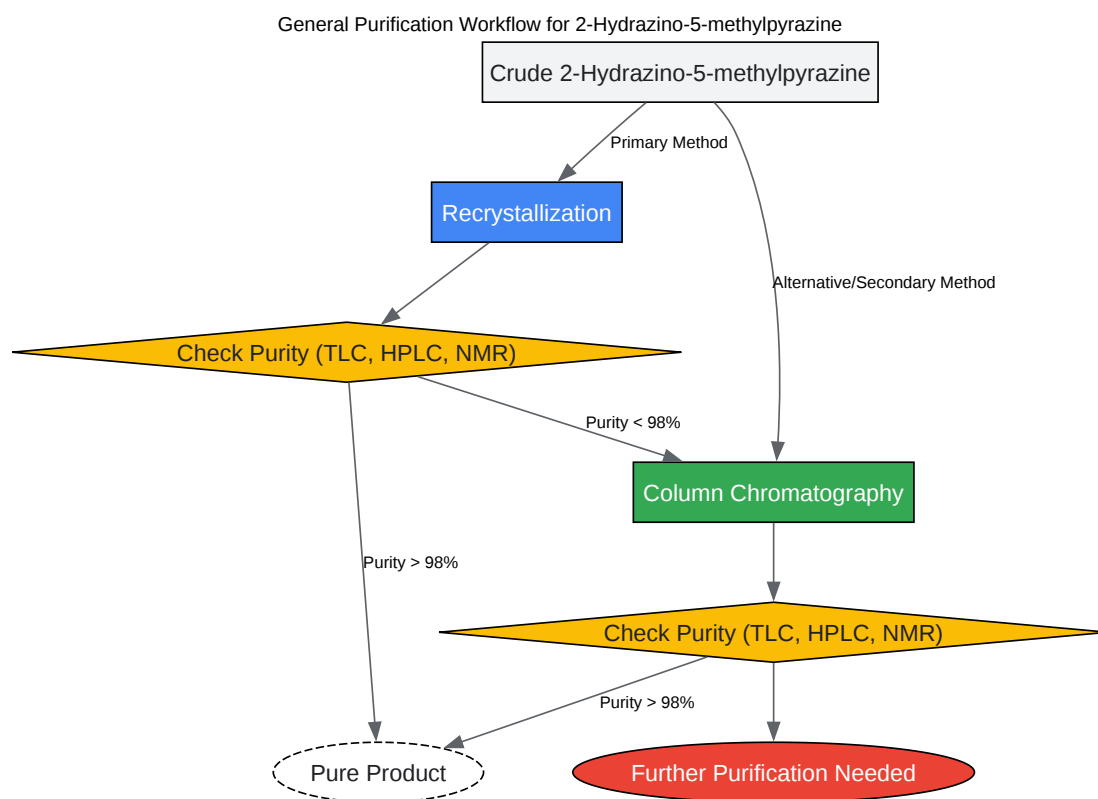 General Purification Workflow for 2-Hydrazino-5-methylpyrazine
Crude 2-Hydrazino-5-methylpyrazine
Primary Method
Recrystallization
Alternative/Secondary Method
Check Purity (TLC, HPLC, NMR)
Purity < 98%
Column Chromatography
Purity > 98%
Check Purity (TLC, HPLC, NMR)
Purity > 98%
Pure Product
Further Purification Needed